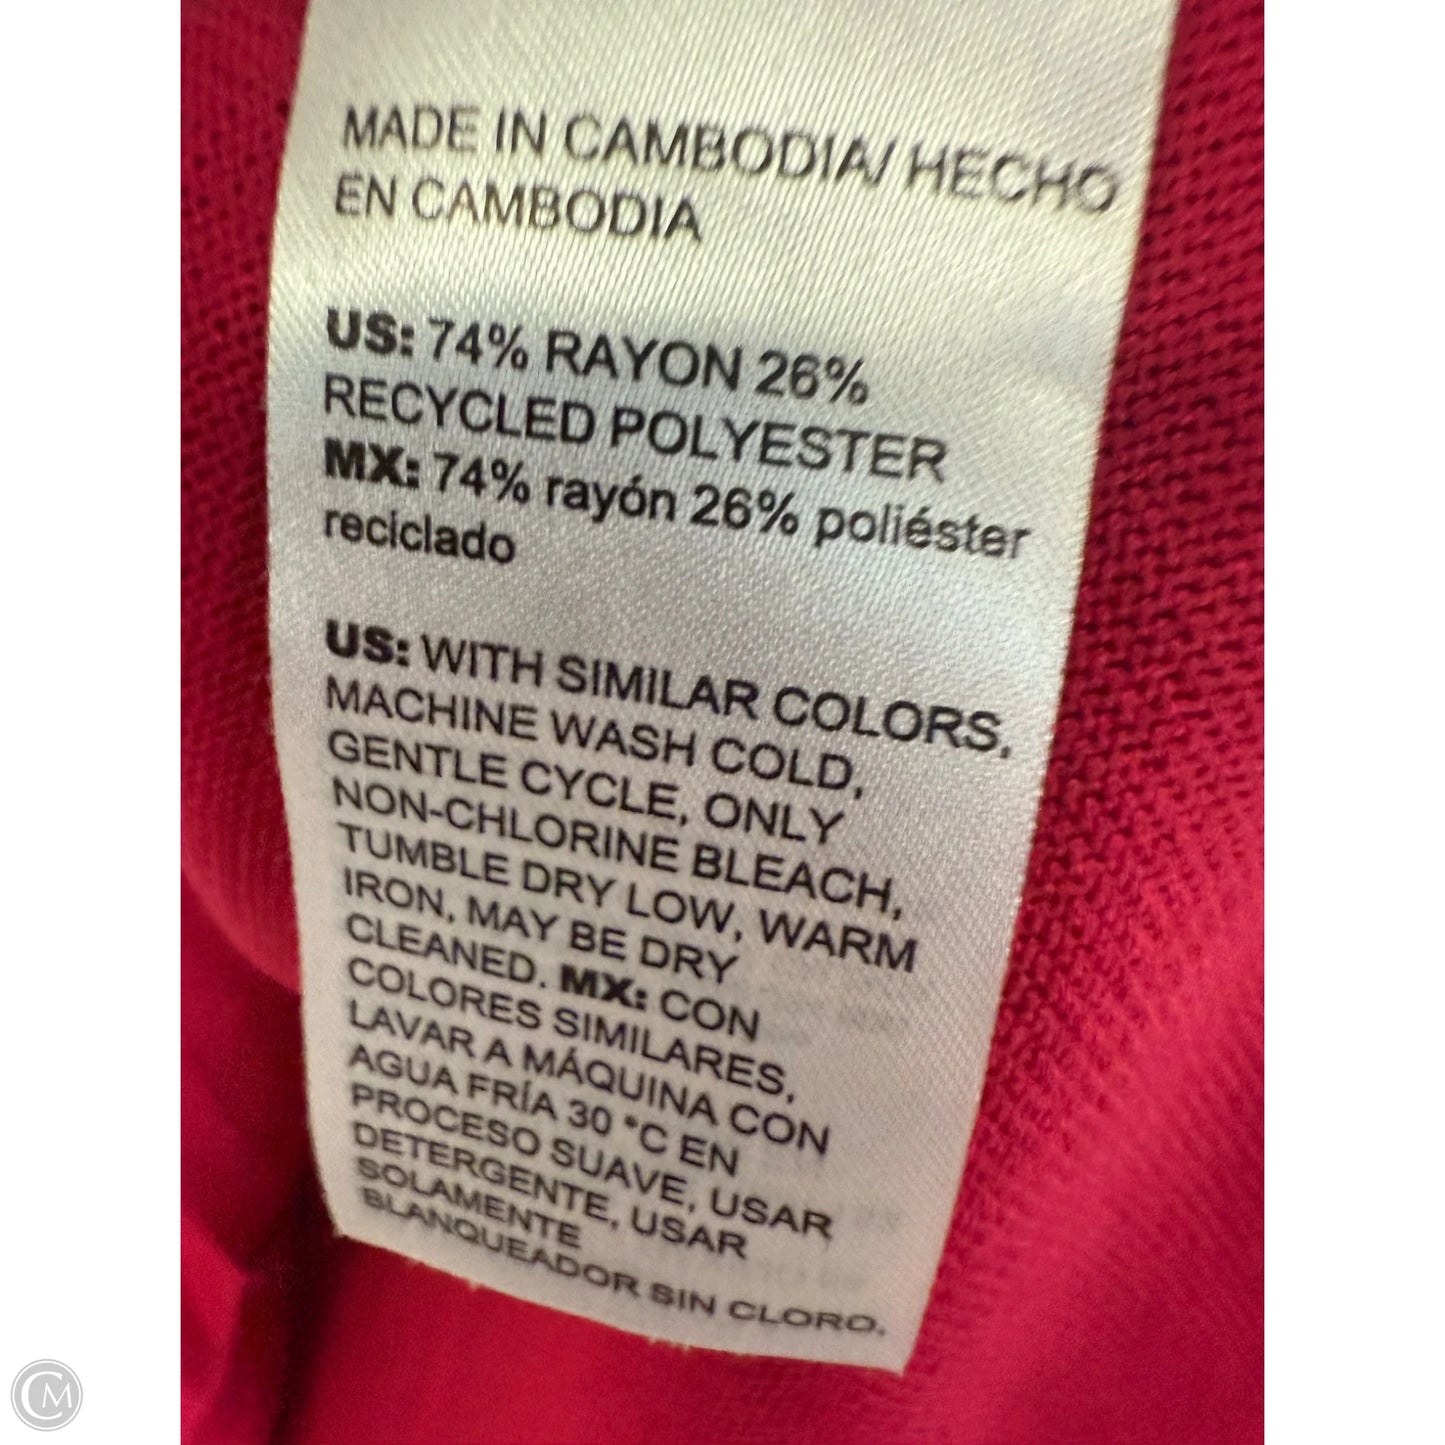 MADE IN CAMBODIA/ HECHO
EN CAMBODIA
US: 74% RAYON 26%
RECYCLED POLYESTER
MX: 74% rayón 26% poliéster
reciclado
US: WITH SIMILAR COLORS,
MACHINE WASH COLD,
GENTLE CYCLE, ONLY
NON-CHLORINE BLEACH,
TUMBLE DRY LOW, WARM
IRON, MAY BE DRY
CLEANED. MX: CON
COLORES SIMILARES,
LAVAR A MÁQUINA CON
AGUA FRÍA 30 °C EN
PROCESO SUAVE, USAR
DETERGENTE, USAR
SOLAMENTE
BLANQUEADOR SIN CLORO,
CM